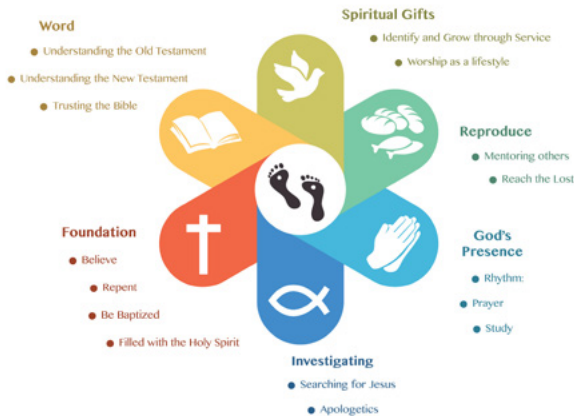 Spiritual Gifts
Identify and Grow through Service
Worship as a lifestyle
Word
Understanding the Old Testament
Understanding the New Testament
Trusting the Bible
Reproduce
Mentoring others
Reach the Lost
God's
Presence
Rhythm:
Prayer
Study
Foundation
Believe
Repent
Be Baptized
Filled with the Holy Spirit
Investigating
Searching for Jesus
Apologetics